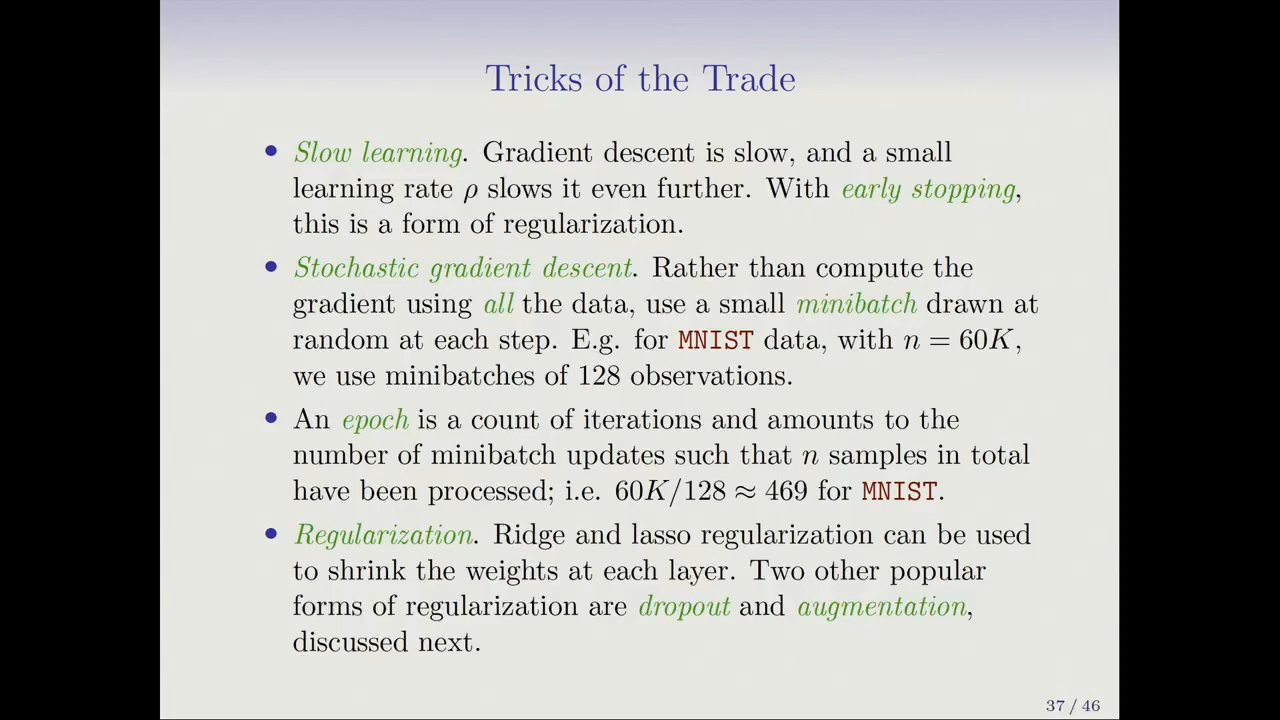 Tricks of the Trade
• Slow learning. Gradient descent is slow, and a small
learning rate ρ slows it even further. With early stopping,
this is a form of regularization.
• Stochastic gradient descent. Rather than compute the
gradient using all the data, use a small minibatch drawn at
random at each step. E.g. for MNIST data, with n = 60K,
we use minibatches of 128 observations.
• An epoch is a count of iterations and amounts to the
number of minibatch updates such that n samples in total
have been processed; i.e. 60K/128 ≈ 469 for MNIST.
• Regularization. Ridge and lasso regularization can be used
to shrink the weights at each layer. Two other popular
forms of regularization are dropout and augmentation,
discussed next.
37 / 46